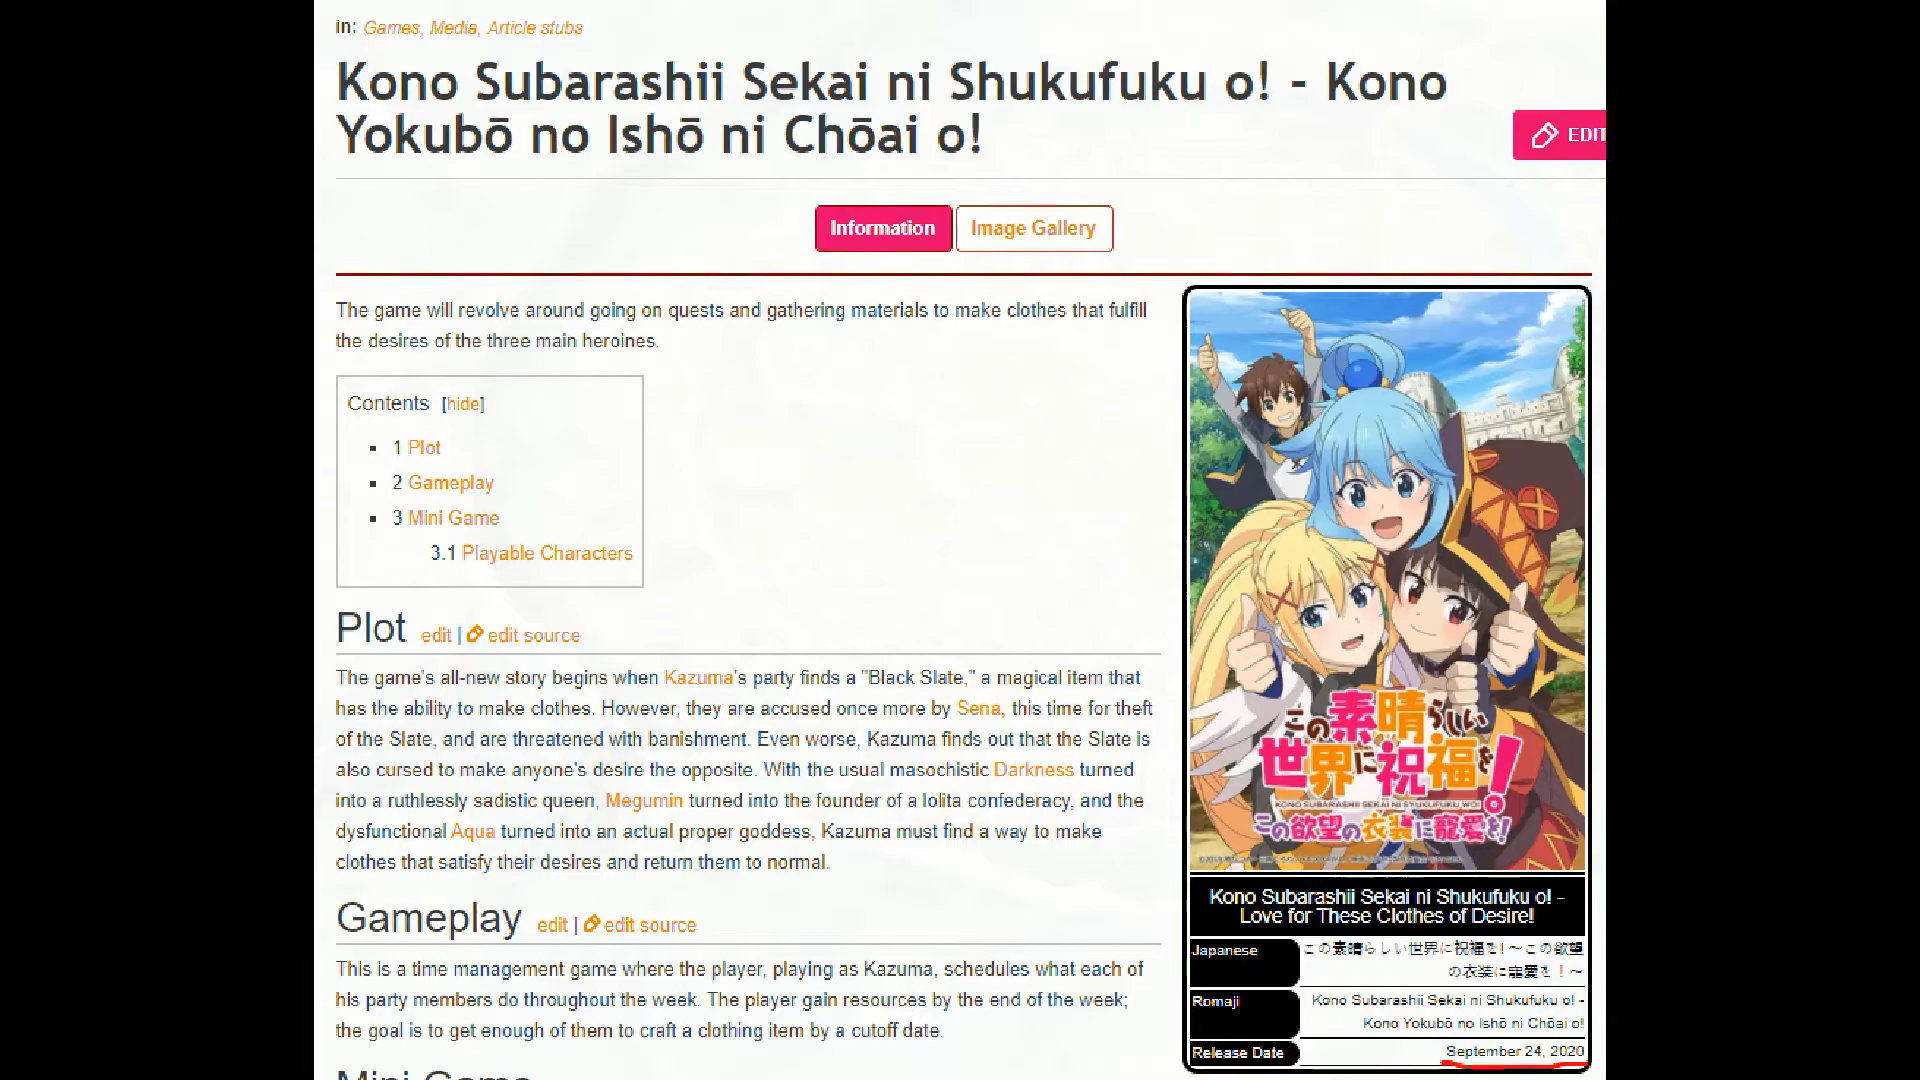 in: Games, Media, Article stubs
Kono Subarashii Sekai ni Shukufuku o! - Kono
Yokubō no Ishō ni Chōai o!
EDIT
Information
Image Gallery
The game will revolve around going on quests and gathering materials to make clothes that fulfill
the desires of the three main heroines.
Contents [hide]
1 Plot
2 Gameplay
3 Mini Game
3.1 Playable Characters
Plot edit | edit source
The game's all-new story begins when Kazuma's party finds a "Black Slate," a magical item that
has the ability to make clothes. However, they are accused once more by Sena, this time for theft
of the Slate, and are threatened with banishment. Even worse, Kazuma finds out that the Slate is
also cursed to make anyone's desire the opposite. With the usual masochistic Darkness turned
into a ruthlessly sadistic queen, Megumin turned into the founder of a lolita confederacy, and the
dysfunctional Aqua turned into an actual proper goddess, Kazuma must find a way to make
clothes that satisfy their desires and return them to normal.
Gameplay edit | edit source
This is a time management game where the player, playing as Kazuma, schedules what each of
his party members do throughout the week. The player gain resources by the end of the week;
the goal is to get enough of them to craft a clothing item by a cutoff date.
Mini Game
この素晴らしい
世界に祝福を!
KONO SUBARASHII SEKAI NI SYUKUFUKU WO!
この欲望の衣装に寵愛を!
Kono Subarashii Sekai ni Shukufuku o! -
Love for These Clothes of Desire!
Japanese
この素晴らしい世界に祝福を! ～この欲望
の衣装に寵愛を！～
Romaji
Kono Subarashii Sekai ni Shukufuku o! -
Kono Yokubō no Ishō ni Chōai o!
Release Date
September 24, 2020